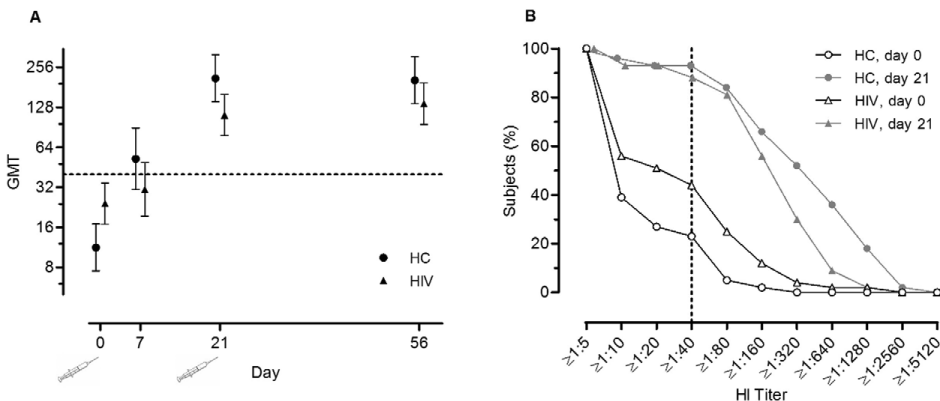 A
GMT
256
128
64
32
16
8
HC
HIV
0
7
21
56
Day
B
Subjects (%)
100
80
60
40
20
0
HC, day 0
HC, day 21
HIV, day 0
HIV, day 21
≥1:5
≥1:10
≥1:20
≥1:40
≥1:80
≥1:160
≥1:320
≥1:640
≥1:1280
≥1:2560
≥1:5120
HI Titer